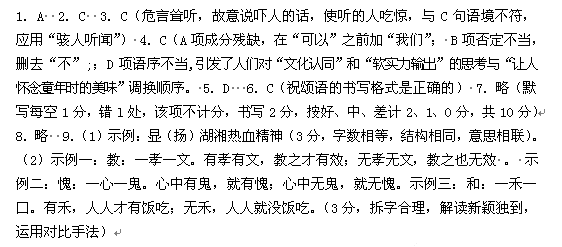 1. A··2. C··3. C(危言耸听，故意说吓人的话，使听的人吃惊，与 C 句语境不符，
应用“骇人听闻”)·4. C(A 项成分残缺，在“可以”之前加“我们”；·B 项否定不当，
删去“不”;；D 项语序不当,引发了人们对“文化认同”和“软实力输出”的思考与“让人
怀念童年时的美味”调换顺序。·5. D···6. C(祝颂语的书写格式是正确的)·7. 略(默
写每空 1 分，错 1 处，该项不计分，书写 2 分，按好、中、差计 2、1、0 分，共 10 分)
8. 略··9.(1)示例：显(扬)湖湘热血精神(3 分，字数相等，结构相同，意思相联)。
(2)示例一：教：一孝一文。有孝有文，教之才有效；无孝无文，教之也无效·。·示
例二：愧：一心一鬼。心中有鬼，就有愧；心中无鬼，就无愧。示例三：和：一禾一
口。有禾，人人才有饭吃；无禾，人人就没饭吃。(3 分，拆字合理，解读新颖独到，
运用对比手法)